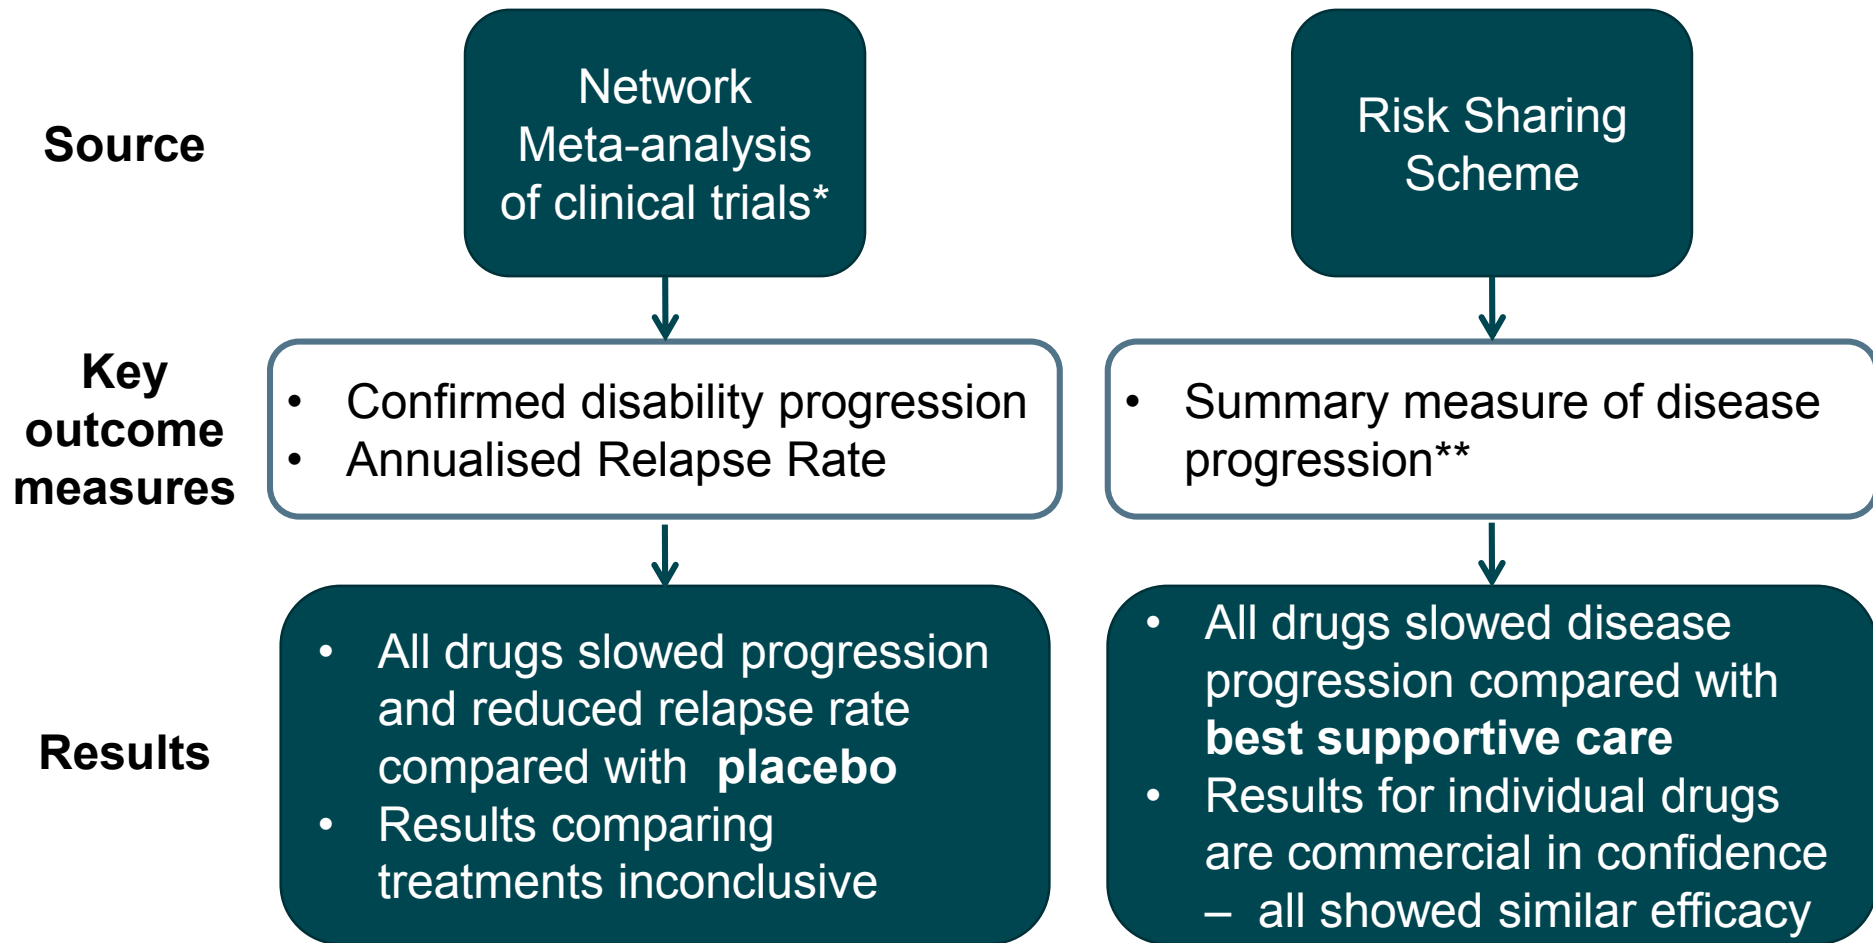 Source
Network
Meta-analysis
of clinical trials*
Risk Sharing
Scheme
Key
outcome
measures
• Confirmed disability progression
• Annualised Relapse Rate
• Summary measure of disease
progression**
Results
• All drugs slowed progression
and reduced relapse rate
compared with placebo
• Results comparing
treatments inconclusive
• All drugs slowed disease
progression compared with
best supportive care
• Results for individual drugs
are commercial in confidence
– all showed similar efficacy